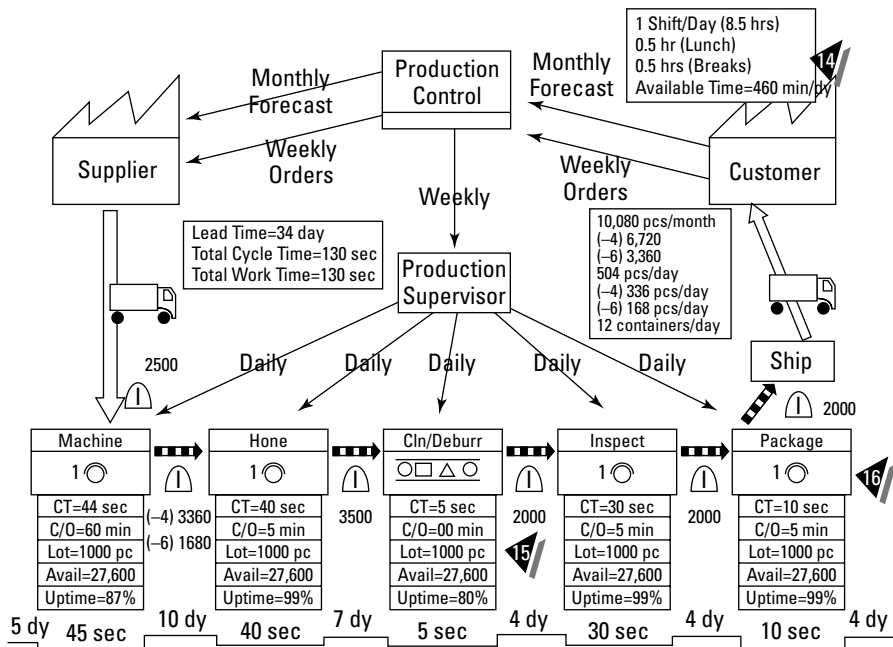 1 Shift/Day (8.5 hrs)
0.5 hr (Lunch)
0.5 hrs (Breaks)
Available Time=460 min/dy
14
Monthly
Forecast
Production
Control
Monthly
Forecast
Supplier
Weekly
Orders
Weekly
Weekly
Orders
Customer
Lead Time=34 day
Total Cycle Time=130 sec
Total Work Time=130 sec
Production
Supervisor
10,080 pcs/month
(–4) 6,720
(–6) 3,360
504 pcs/day
(–4) 336 pcs/day
(–6) 168 pcs/day
12 containers/day
2500
I
Daily
Daily
Daily
Daily
Daily
Ship
I
2000
Machine
1
CT=44 sec
C/O=60 min
Lot=1000 pc
Avail=27,600
Uptime=87%
I
(–4) 3360
(–6) 1680
Hone
1
CT=40 sec
C/O=5 min
Lot=1000 pc
Avail=27,600
Uptime=99%
I
3500
Cln/Deburr
CT=5 sec
C/O=00 min
Lot=1000 pc
Avail=27,600
Uptime=80%
15
I
2000
Inspect
1
CT=30 sec
C/O=5 min
Lot=1000 pc
Avail=27,600
Uptime=99%
I
2000
Package
1
CT=10 sec
C/O=5 min
Lot=1000 pc
Avail=27,600
Uptime=99%
16
5 dy
45 sec
10 dy
40 sec
7 dy
5 sec
4 dy
30 sec
4 dy
10 sec
4 dy